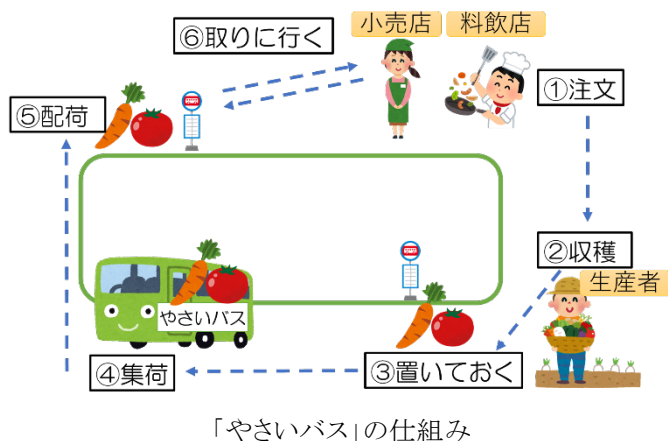 小売店
料飲店
⑥取りに行く
①注文
⑤配荷
②収穫
生産者
やさいバス
④集荷
③置いておく
「やさいバス」の仕組み